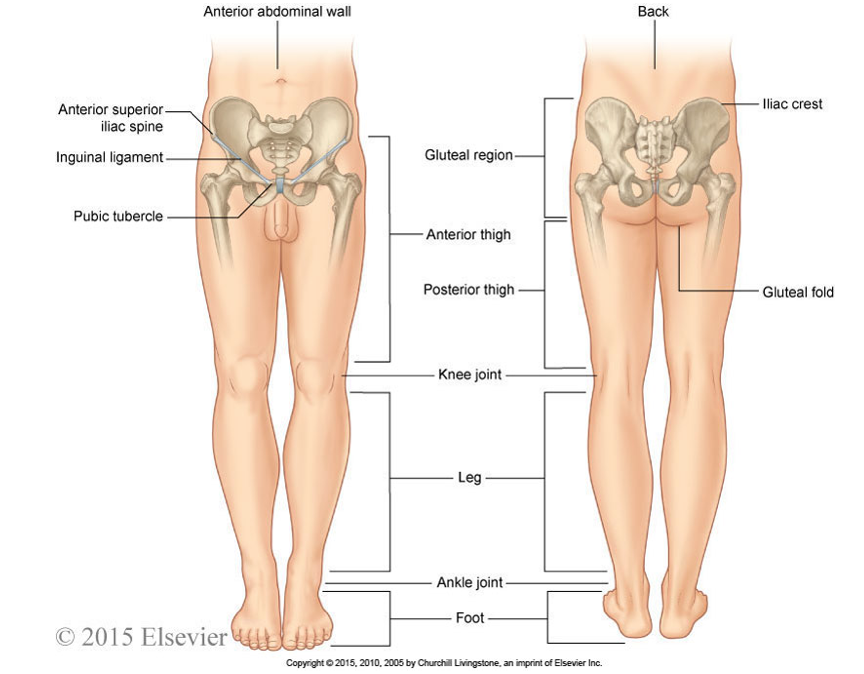 Anterior abdominal wall
Back
Anterior superior
iliac spine
Iliac crest
Inguinal ligament
Gluteal region
Pubic tubercle
Anterior thigh
Posterior thigh
Gluteal fold
Knee joint
Leg
Ankle joint
Foot
© 2015 Elsevier
Copyright © 2015, 2010, 2005 by Churchill Livingstone, an imprint of Elsevier Inc.